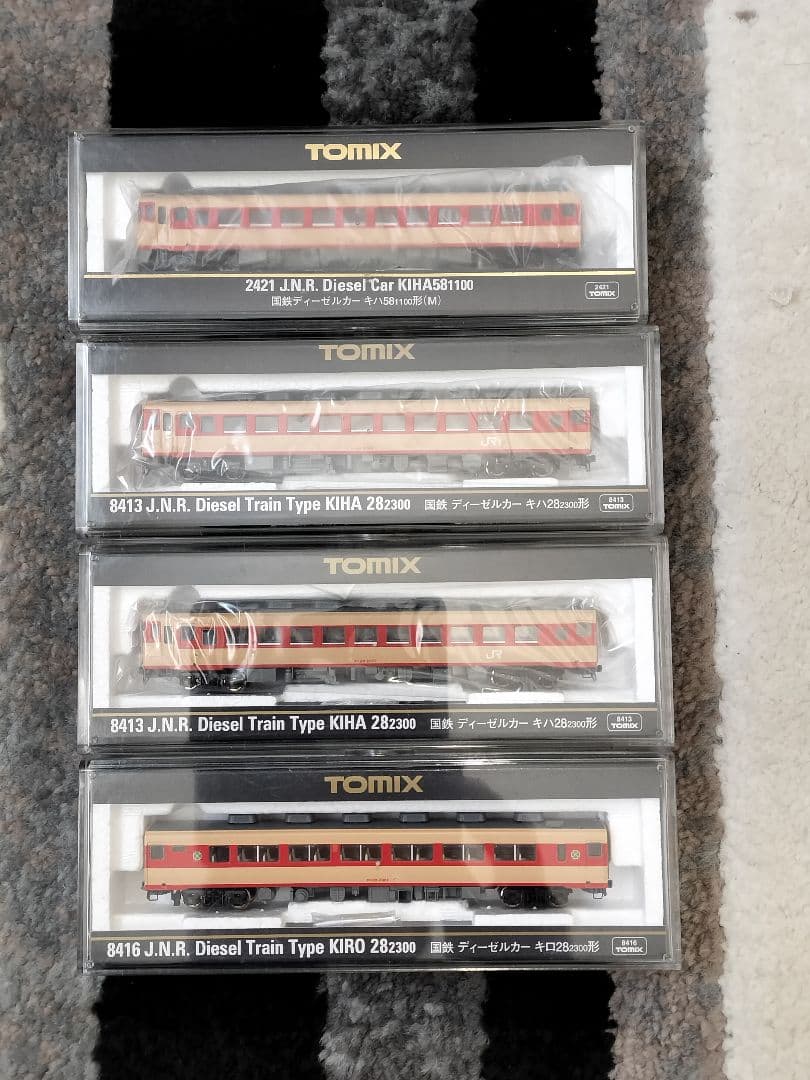 TOMIX
2421 J.N.R. Diesel Car KIHA581100
国鉄ディーゼルカー キハ581100形(M)
2421
TOMIX
TOMIX
JR
8413 J.N.R. Diesel Train Type KIHA 282300 国鉄 ディーゼルカー キハ282300形
8413
TOMIX
TOMIX
JR
8413 J.N.R. Diesel Train Type KIHA 282300 国鉄 ディーゼルカー キハ282300形
8413
TOMIX
TOMIX
8416 J.N.R. Diesel Train Type KIRO 282300 国鉄 ディーゼルカー キロ282300形
8416
TOMIX